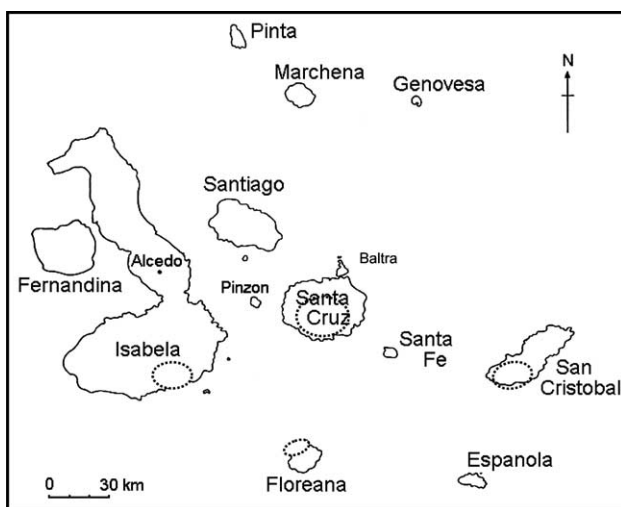 Pinta
Marchena
Genovesa
N
Santiago
Alcedo
Baltra
Fernandina
Pinzon
Santa
Cruz
Santa
Fe
Isabela
San
Cristobal
Espanola
Floreana
0 30 km